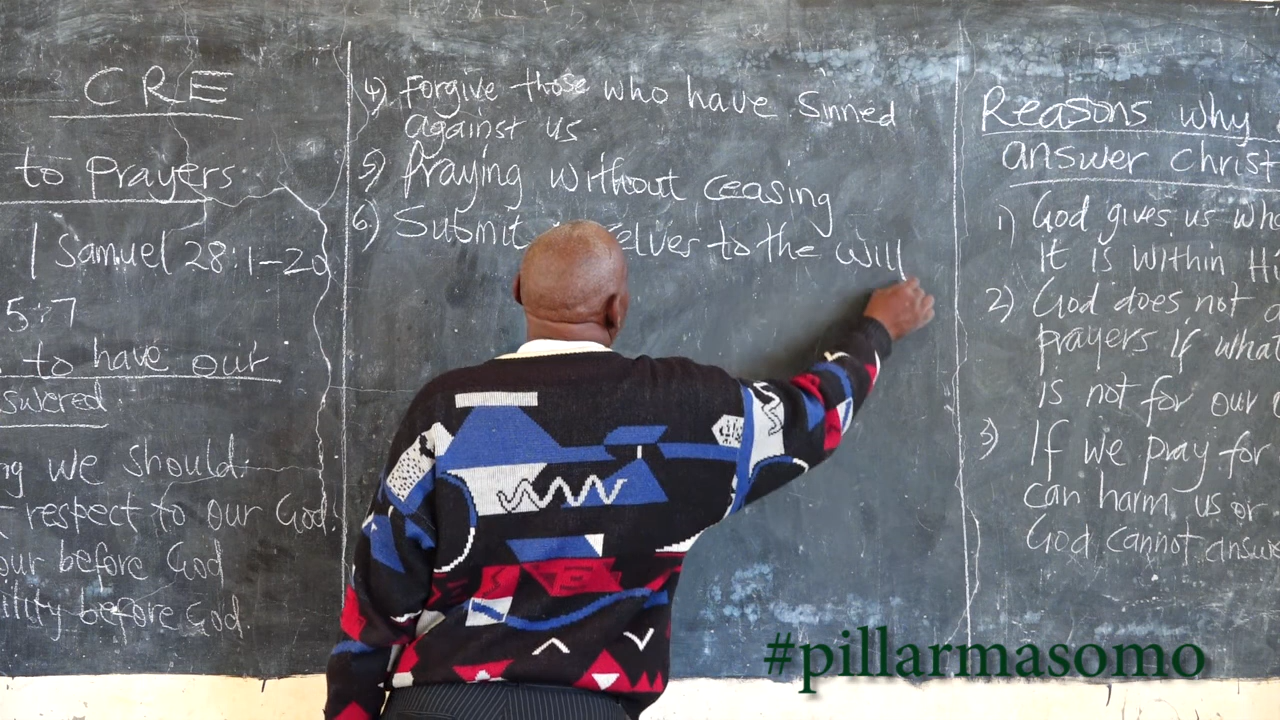 CRE
to Prayers
1 Samuel 28:1-20
5:7
to have our
swered
ng we should:
respect to our God.
our before God
ility before God
4) Forgive those who have sinned
against us
5) Praying without ceasing
6) Submit elves to the will
Reasons why
answer Christ
1) God gives us wha
It is within Hi
2) God does not a
prayers if what
is not for our
3) If we pray for
can harm us or
God cannot answe
#pillarmasomo